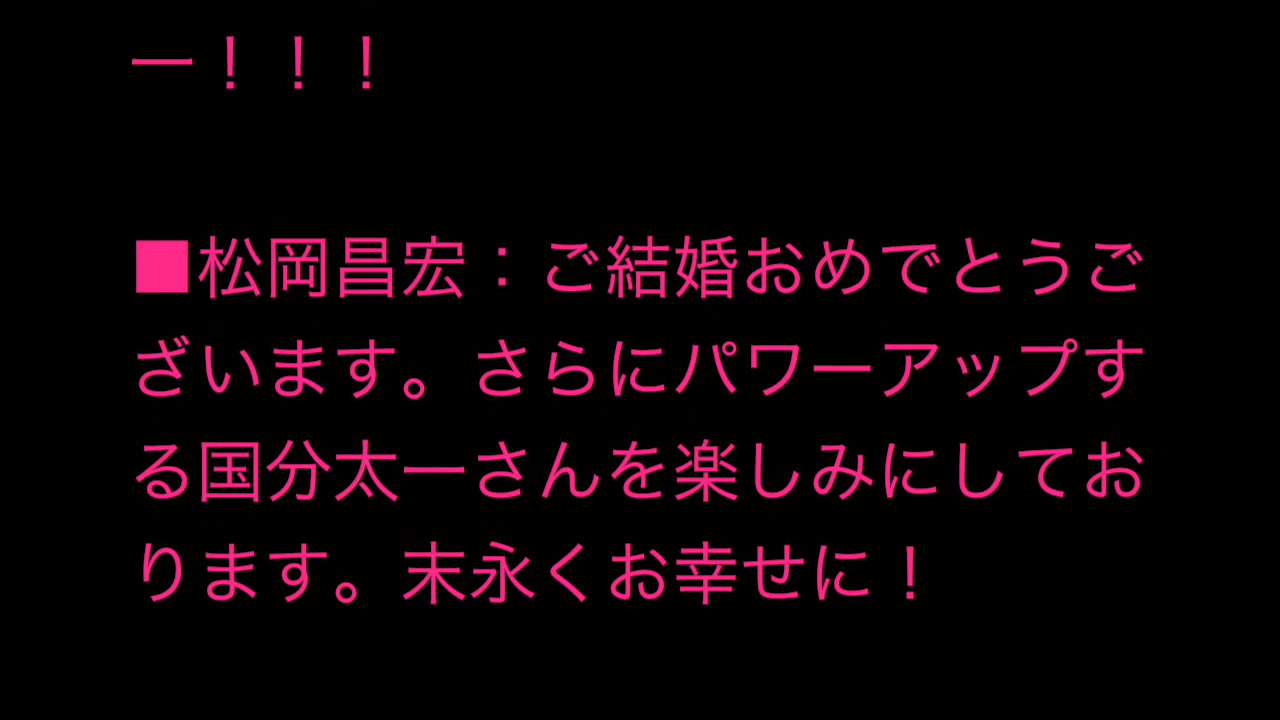 ー！！！
■松岡昌宏：ご結婚おめでとうご
ざいます。さらにパワーアップす
る国分太一さんを楽しみにしてお
ります。末永くお幸せに！